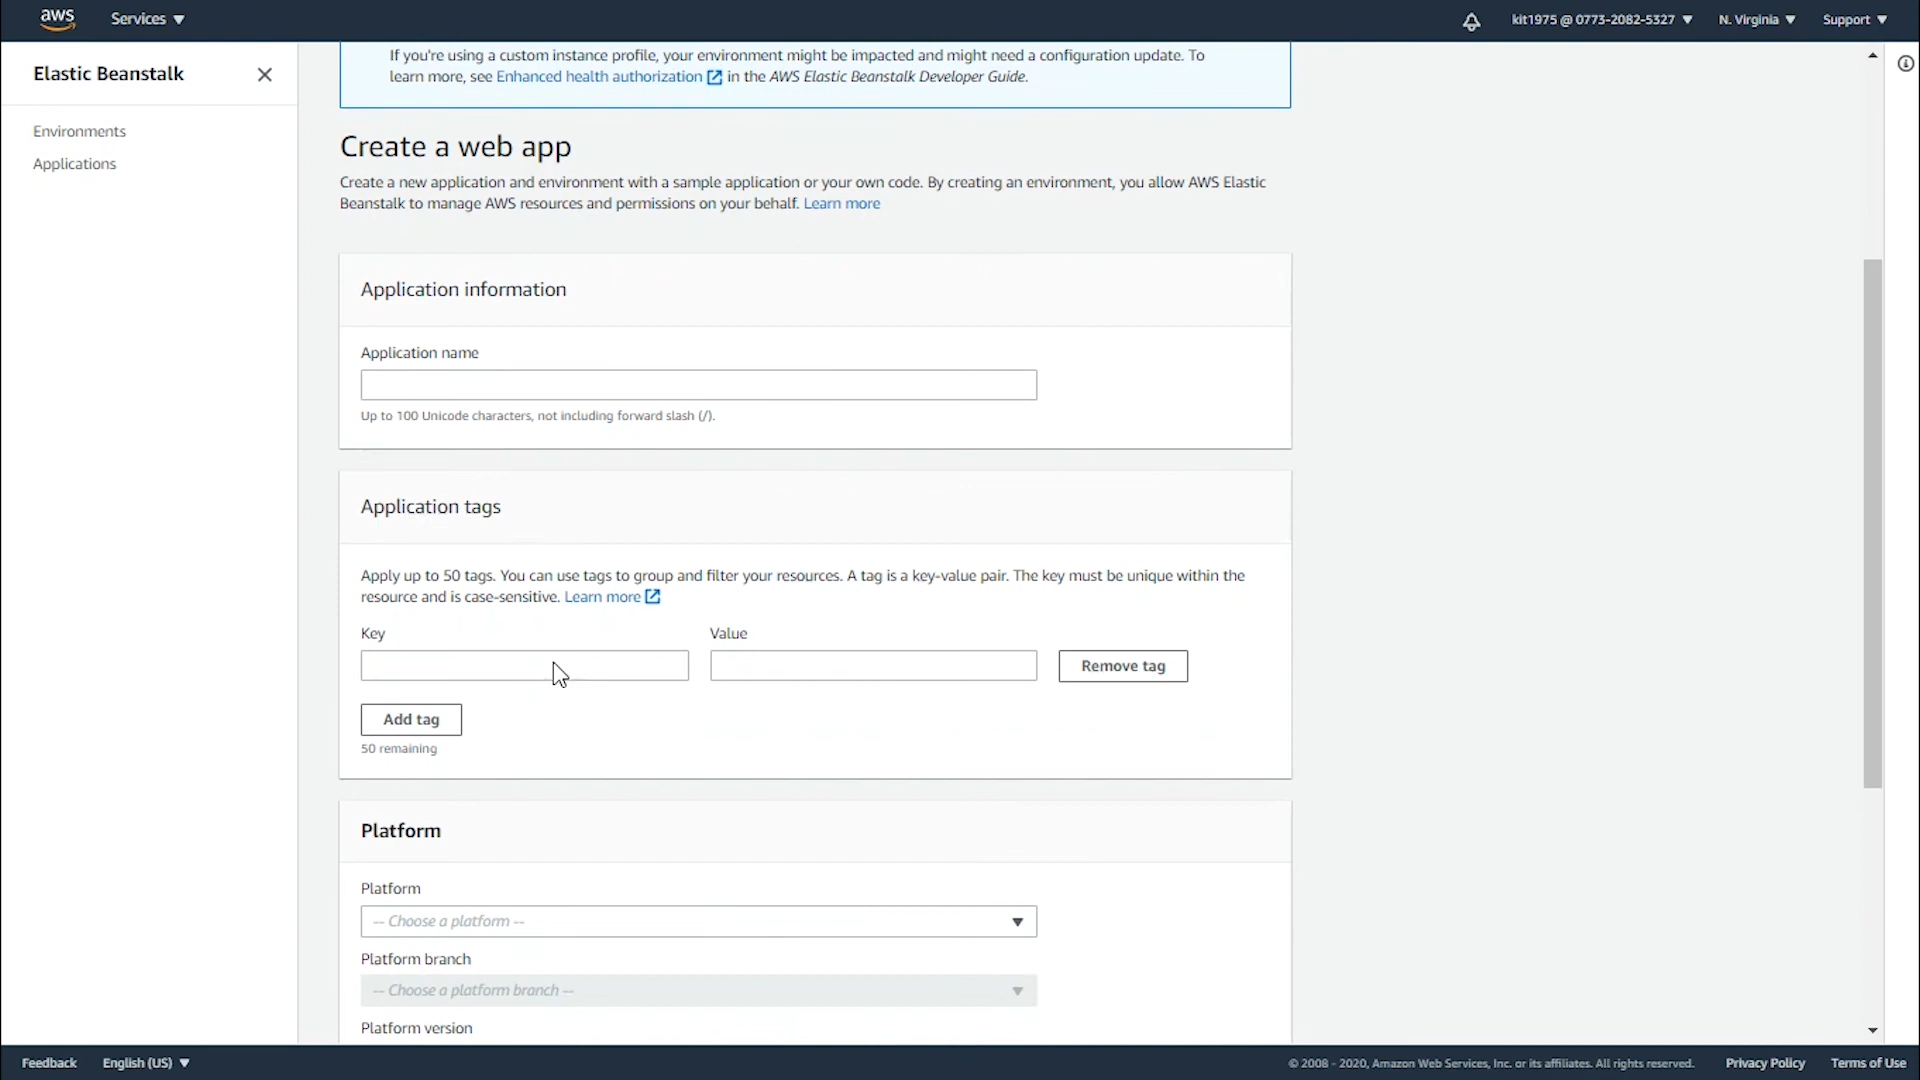 aws
Services
kit1975 @ 0773-2082-5327
N. Virginia
Support
Elastic Beanstalk
Environments
Applications
If you're using a custom instance profile, your environment might be impacted and might need a configuration update. To
learn more, see Enhanced health authorization in the AWS Elastic Beanstalk Developer Guide.
Create a web app
Create a new application and environment with a sample application or your own code. By creating an environment, you allow AWS Elastic
Beanstalk to manage AWS resources and permissions on your behalf. Learn more
Application information
Application name
Up to 100 Unicode characters, not including forward slash (/).
Application tags
Apply up to 50 tags. You can use tags to group and filter your resources. A tag is a key-value pair. The key must be unique within the
resource and is case-sensitive. Learn more
Key
Value
Remove tag
Add tag
50 remaining
Platform
Platform
-- Choose a platform --
Platform branch
-- Choose a platform branch --
Platform version
Feedback
English (US)
© 2008 - 2020, Amazon Web Services, Inc. or its affiliates. All rights reserved.
Privacy Policy
Terms of Use